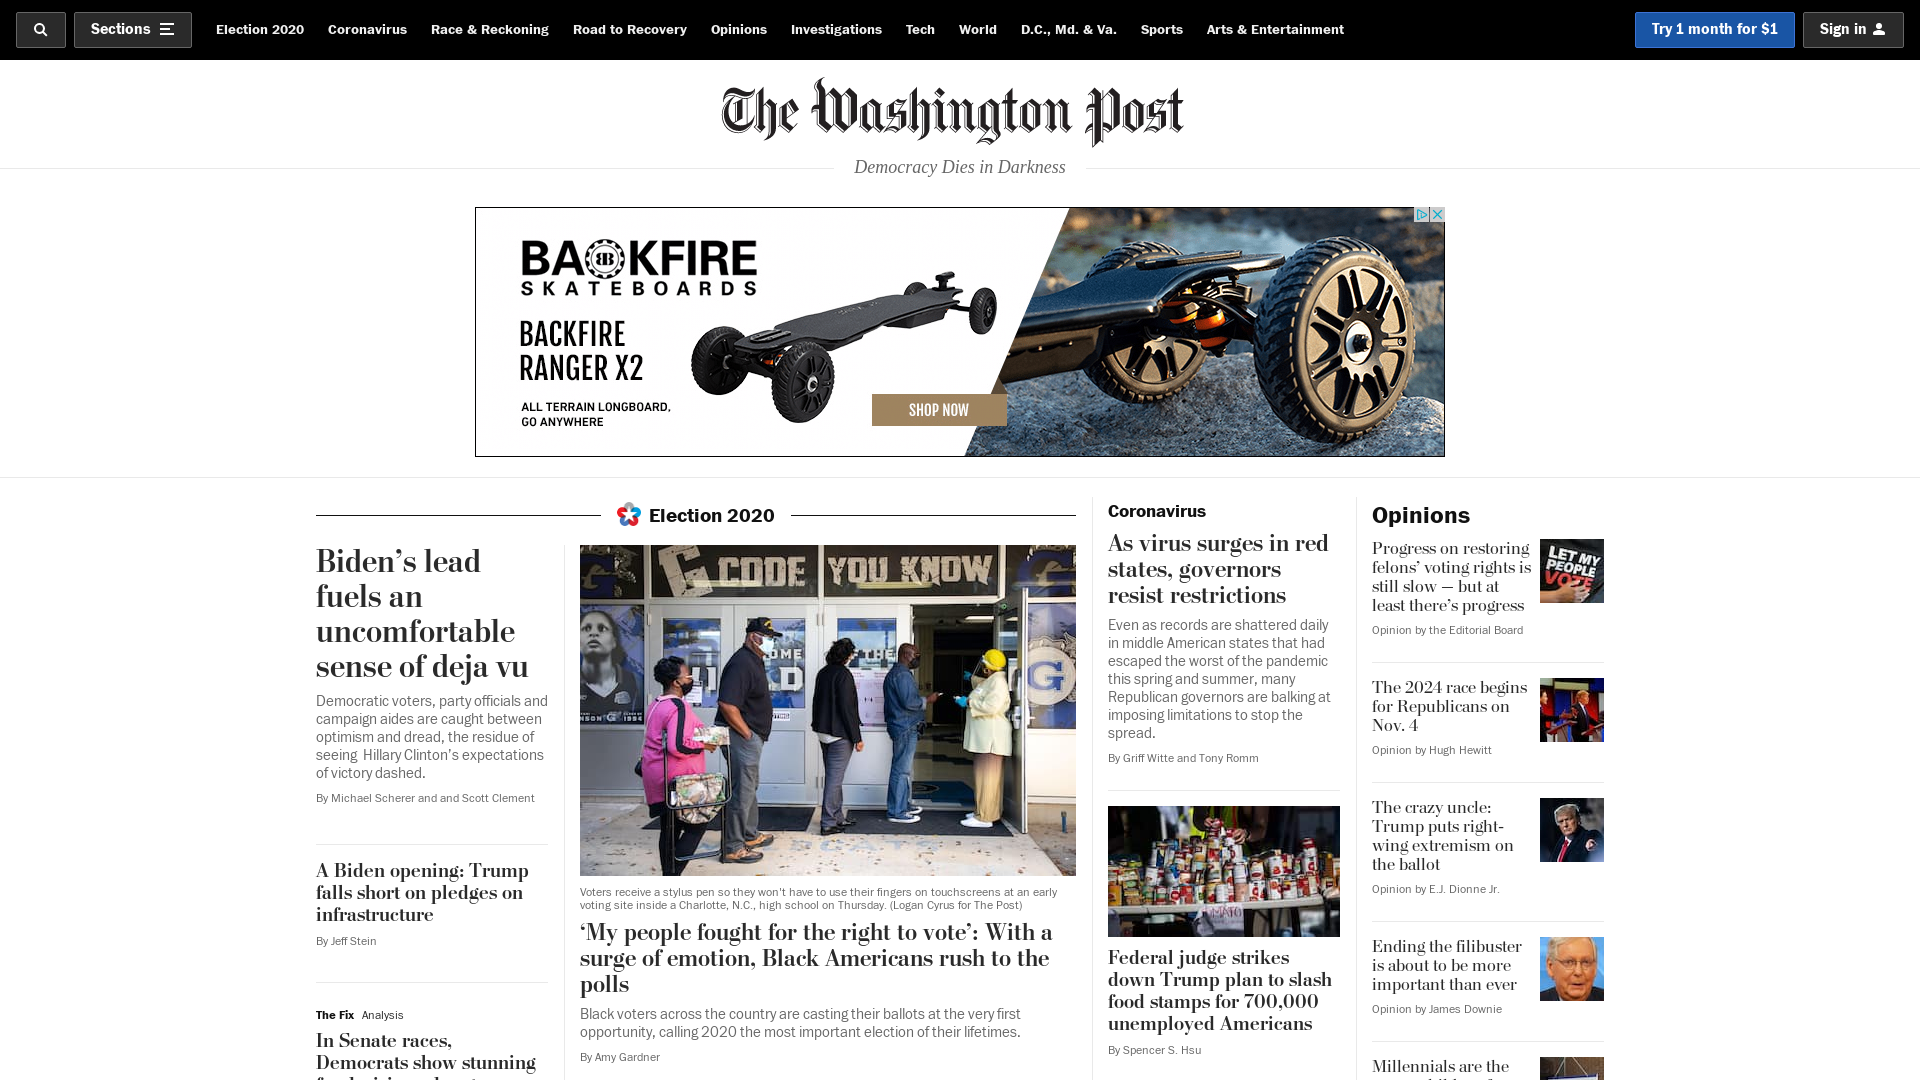 Sections
Election 2020
Coronavirus
Race & Reckoning
Road to Recovery
Opinions
Investigations
Tech
World
D.C., Md. & Va.
Sports
Arts & Entertainment
Try 1 month for $1
Sign in
The Washington Post
Democracy Dies in Darkness
BACKFIRE
SKATEBOARDS
BACKFIRE
RANGER X2
ALL TERRAIN LONGBOARD,
GO ANYWHERE
SHOP NOW
Election 2020
Biden’s lead
fuels an
uncomfortable
sense of deja vu
Democratic voters, party officials and
campaign aides are caught between
optimism and dread, the residue of
seeing Hillary Clinton’s expectations
of victory dashed.
By Michael Scherer and and Scott Clement
A Biden opening: Trump
falls short on pledges on
infrastructure
By Jeff Stein
The Fix Analysis
In Senate races,
Democrats show stunning
CODE YOU KNOW
G
Voters receive a stylus pen so they won't have to use their fingers on touchscreens at an early
voting site inside a Charlotte, N.C., high school on Thursday. (Logan Cyrus for The Post)
‘My people fought for the right to vote’: With a
surge of emotion, Black Americans rush to the
polls
Black voters across the country are casting their ballots at the very first
opportunity, calling 2020 the most important election of their lifetimes.
By Amy Gardner
Coronavirus
As virus surges in red
states, governors
resist restrictions
Even as records are shattered daily
in middle American states that had
escaped the worst of the pandemic
this spring and summer, many
Republican governors are balking at
imposing limitations to stop the
spread.
By Griff Witte and Tony Romm
Federal judge strikes
down Trump plan to slash
food stamps for 700,000
unemployed Americans
By Spencer S. Hsu
Opinions
Progress on restoring
felons’ voting rights is
still slow — but at
least there’s progress
Opinion by the Editorial Board
LET MY
PEOPLE
VOTE
The 2024 race begins
for Republicans on
Nov. 4
Opinion by Hugh Hewitt
The crazy uncle:
Trump puts right-
wing extremism on
the ballot
Opinion by E.J. Dionne Jr.
Ending the filibuster
is about to be more
important than ever
Opinion by James Downie
Millennials are the